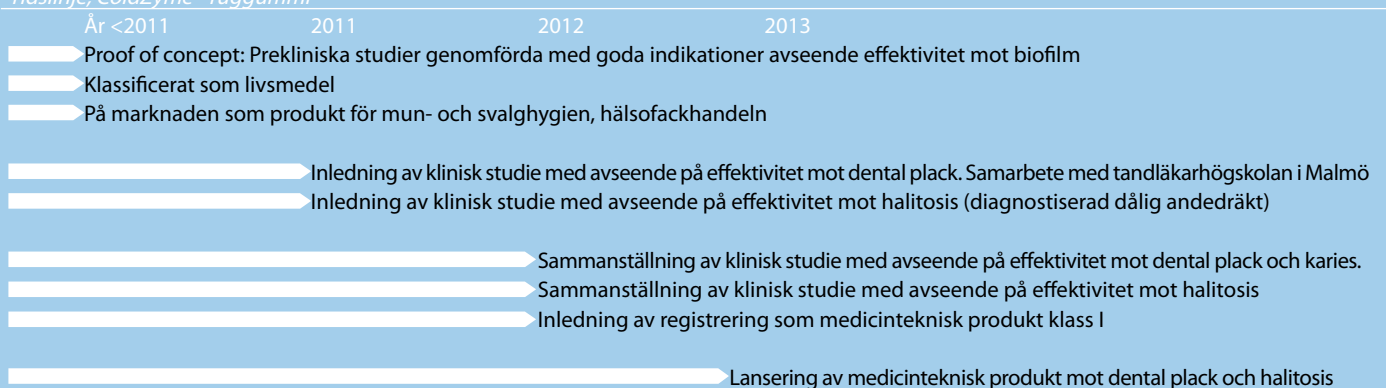 Tidslinje, ColdZyme® Tuggummi
År <2011 2011 2012 2013
Proof of concept: Prekliniska studier genomförda med goda indikationer avseende effektivitet mot biofilm
Klassificerat som livsmedel
På marknaden som produkt för mun- och svalghygien, hälsofackhandeln
Inledning av klinisk studie med avseende på effektivitet mot dental plack. Samarbete med tandläkarhögskolan i Malmö
Inledning av klinisk studie med avseende på effektivitet mot halitosis (diagnostiserad dålig andedräkt)
Sammanställning av klinisk studie med avseende på effektivitet mot dental plack och karies.
Sammanställning av klinisk studie med avseende på effektivitet mot halitosis
Inledning av registrering som medicinteknisk produkt klass I
Lansering av medicinteknisk produkt mot dental plack och halitosis